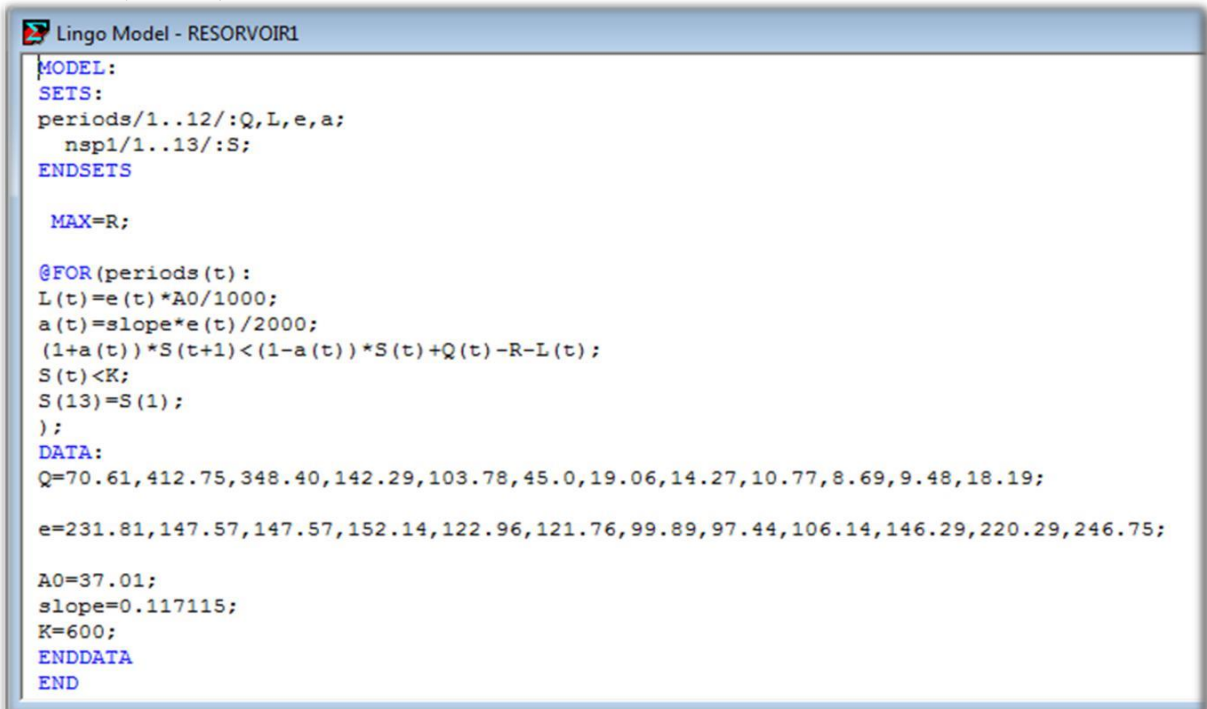 Lingo Model - RESORVOIR1
MODEL:
SETS:
periods/1..12/:Q,L,e,a;
nsp1/1..13/:S;
ENDSETS
MAX=R;
@FOR(periods(t):
L(t)=e(t)*A0/1000;
a(t)=slope*e(t)/2000;
(1+a(t))*S(t+1)<(1-a(t))*S(t)+Q(t)-R-L(t);
S(t)<K;
S(13)=S(1);
);
DATA:
Q=70.61,412.75,348.40,142.29,103.78,45.0,19.06,14.27,10.77,8.69,9.48,18.19;
e=231.81,147.57,147.57,152.14,122.96,121.76,99.89,97.44,106.14,146.29,220.29,246.75;
A0=37.01;
slope=0.117115;
K=600;
ENDDATA
END